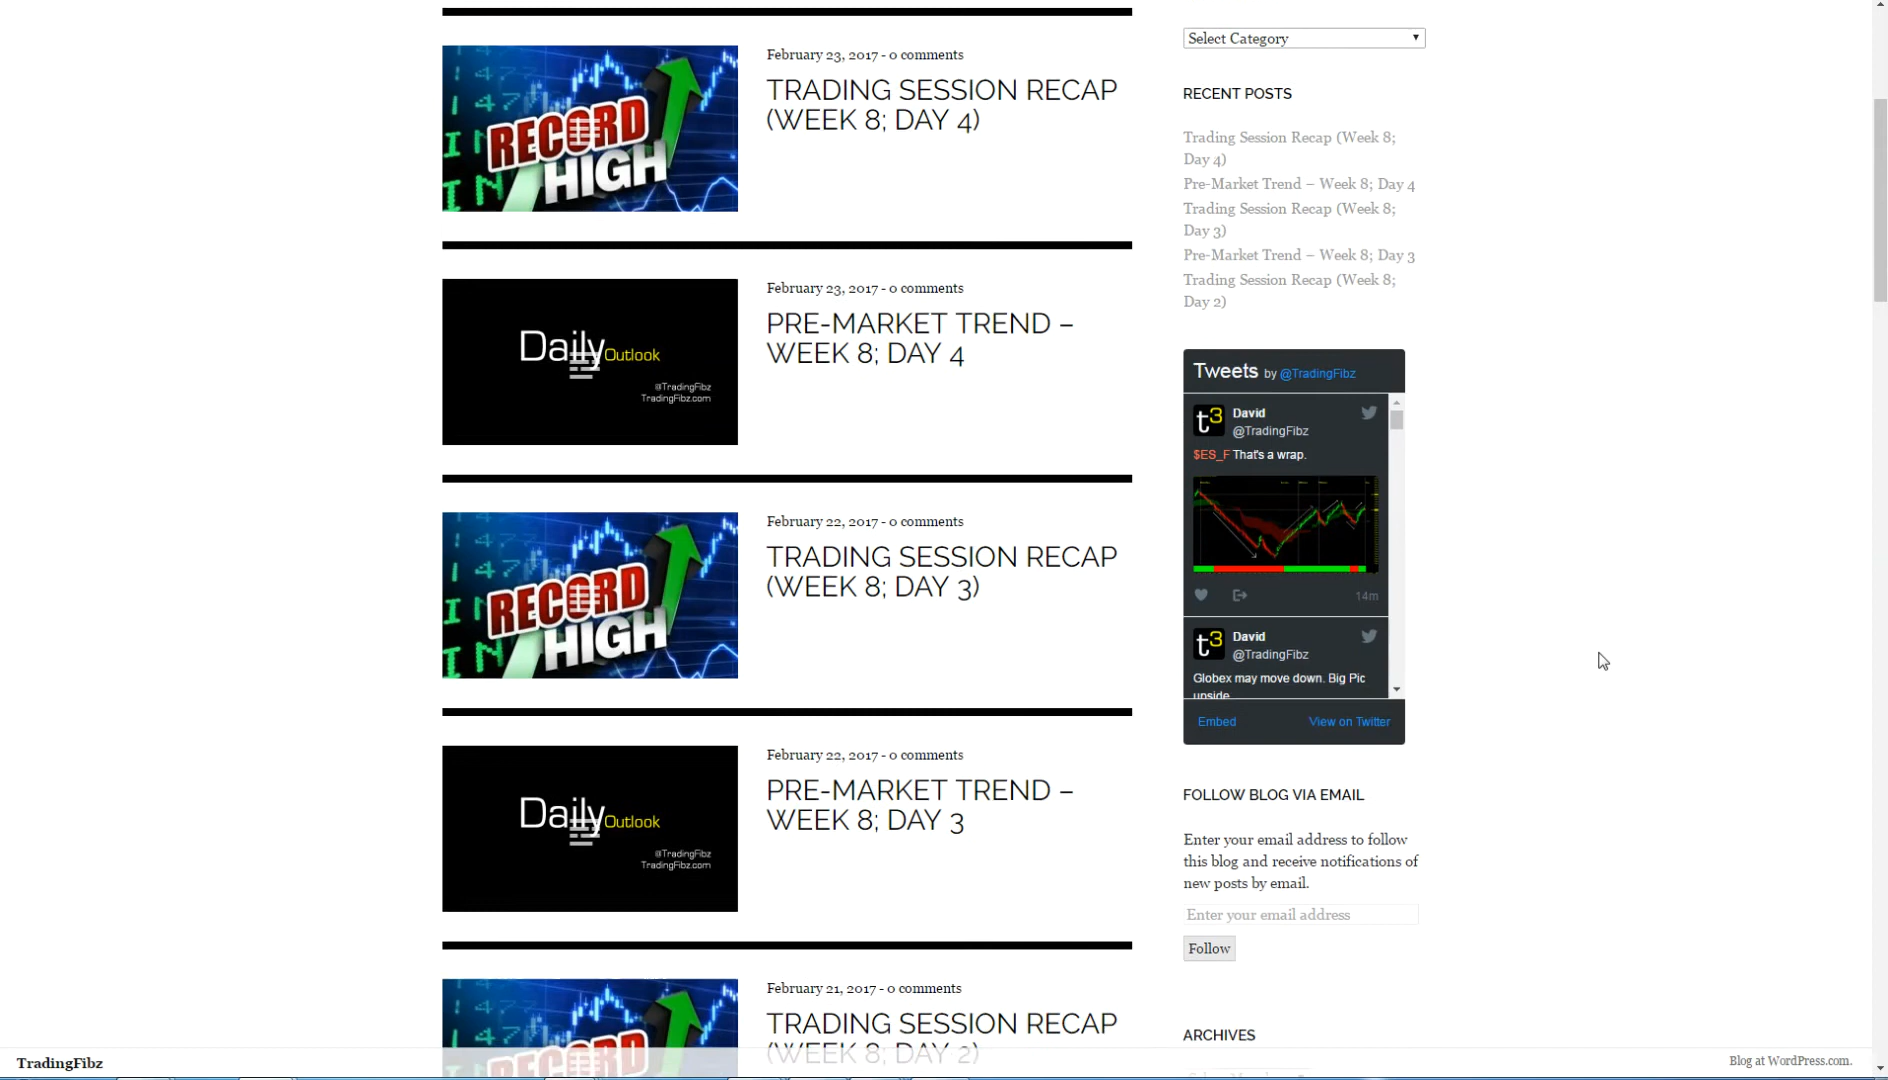 February 23, 2017 - 0 comments
TRADING SESSION RECAP
(WEEK 8; DAY 4)
RECORD
HIGH
February 23, 2017 - 0 comments
PRE-MARKET TREND –
WEEK 8; DAY 4
Daily Outlook
@TradingFibz
TradingFibz.com
February 22, 2017 - 0 comments
TRADING SESSION RECAP
(WEEK 8; DAY 3)
RECORD
HIGH
February 22, 2017 - 0 comments
PRE-MARKET TREND –
WEEK 8; DAY 3
Daily Outlook
@TradingFibz
TradingFibz.com
February 21, 2017 - 0 comments
TRADING SESSION RECAP
(WEEK 8; DAY 2)
RECORD
Select Category
RECENT POSTS
Trading Session Recap (Week 8;
Day 4)
Pre-Market Trend – Week 8; Day 4
Trading Session Recap (Week 8;
Day 3)
Pre-Market Trend – Week 8; Day 3
Trading Session Recap (Week 8;
Day 2)
Tweets by @TradingFibz
t3
David
@TradingFibz
$ES_F That's a wrap.
14m
t3
David
@TradingFibz
Globex may move down. Big Pic
upside
Embed
View on Twitter
FOLLOW BLOG VIA EMAIL
Enter your email address to follow
this blog and receive notifications of
new posts by email.
Enter your email address
Follow
ARCHIVES
TradingFibz
Blog at WordPress.com.